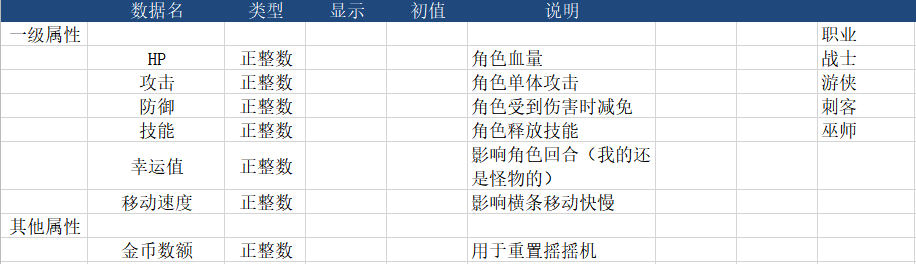 数据名 类型 显示 初值 说明
一级属性 职业
HP 正整数 角色血量 战士
攻击 正整数 角色单体攻击 游侠
防御 正整数 角色受到伤害时减免 刺客
技能 正整数 角色释放技能 巫师
幸运值 正整数 影响角色回合（我的还
是怪物的）
移动速度 正整数 影响横条移动快慢
其他属性
金币数额 正整数 用于重置摇摇机